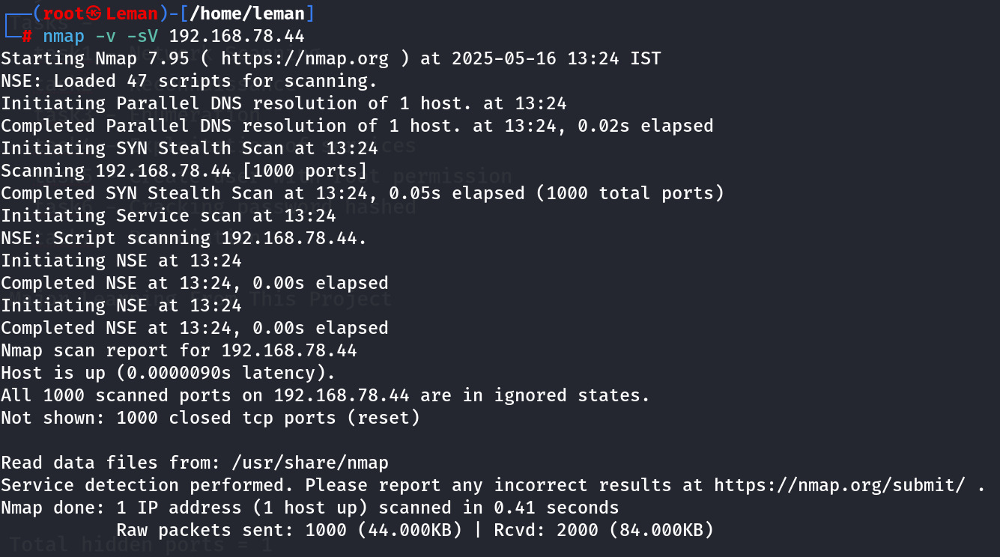 ┌──(root㉿Leman)-[/home/leman]
└─# nmap -v -sV 192.168.78.44
Starting Nmap 7.95 ( https://nmap.org ) at 2025-05-16 13:24 IST
NSE: Loaded 47 scripts for scanning.
Initiating Parallel DNS resolution of 1 host. at 13:24
Completed Parallel DNS resolution of 1 host. at 13:24, 0.02s elapsed
Initiating SYN Stealth Scan at 13:24
Scanning 192.168.78.44 [1000 ports]
Completed SYN Stealth Scan at 13:24, 0.05s elapsed (1000 total ports)
Initiating Service scan at 13:24
NSE: Script scanning 192.168.78.44.
Initiating NSE at 13:24
Completed NSE at 13:24, 0.00s elapsed
Initiating NSE at 13:24
Completed NSE at 13:24, 0.00s elapsed
Nmap scan report for 192.168.78.44
Host is up (0.0000090s latency).
All 1000 scanned ports on 192.168.78.44 are in ignored states.
Not shown: 1000 closed tcp ports (reset)

Read data files from: /usr/share/nmap
Service detection performed. Please report any incorrect results at https://nmap.org/submit/ .
Nmap done: 1 IP address (1 host up) scanned in 0.41 seconds
Raw packets sent: 1000 (44.000KB) | Rcvd: 2000 (84.000KB)
Total hidden ports = 1